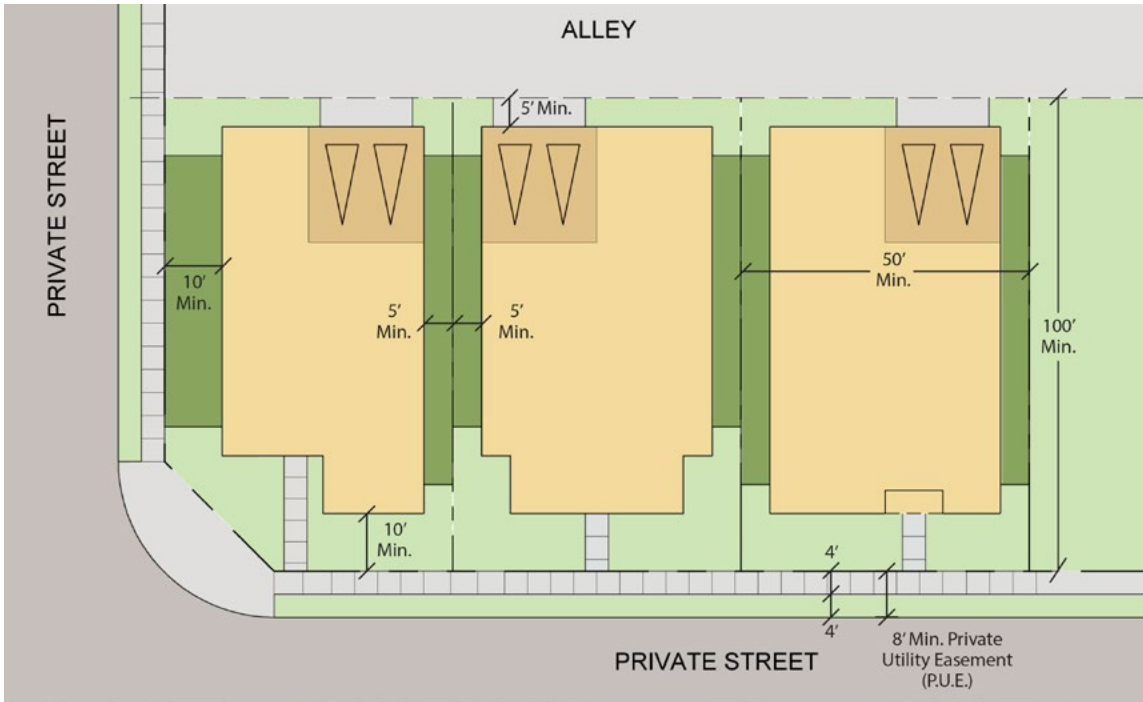 ALLEY
5' Min.
PRIVATE STREET
10'
Min.
5'
Min.
5'
Min.
50'
Min.
100'
Min.
10'
Min.
4'
4'
8' Min. Private
Utility Easement
(P.U.E.)
PRIVATE STREET